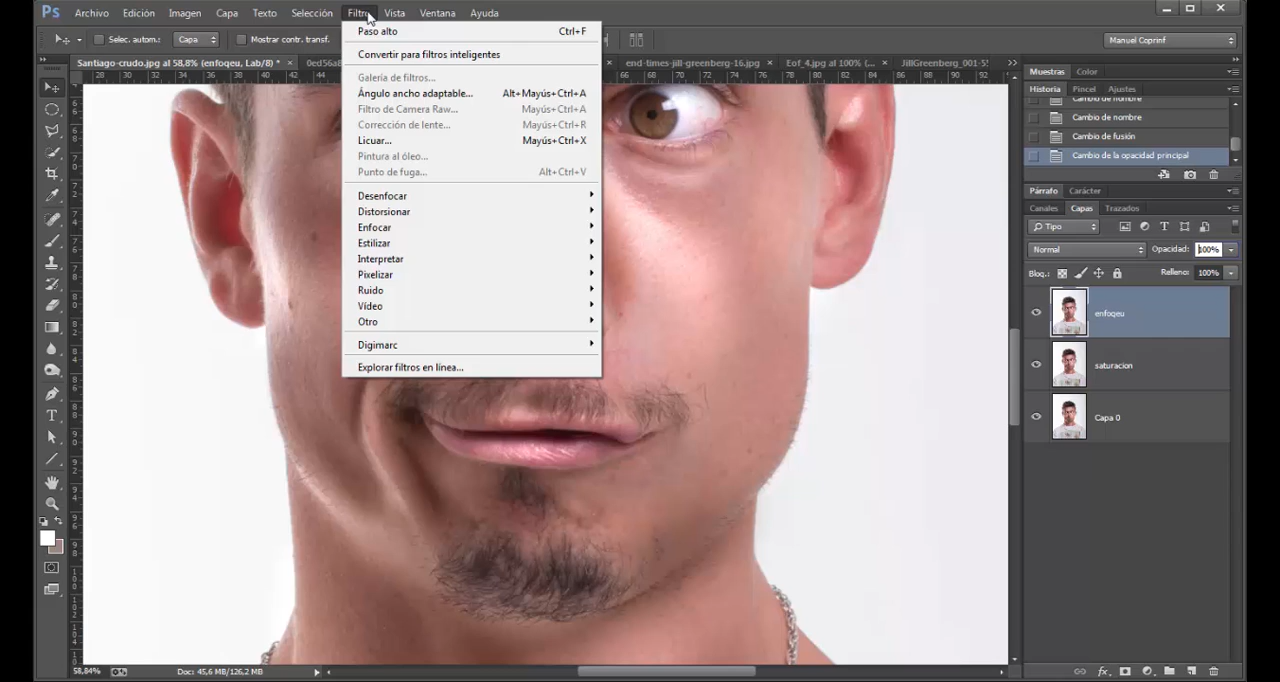 Ps Archivo Edición Imagen Capa Texto Selección Filtro Vista Ventana Ayuda
Selec. autom.: Capa Mostrar contr. transf. Manuel Coprinf
Santiago-crudo.jpg al 58,8% (enfoqeu, Lab/8) * × 0ed56a × end-times-jill-greenberg-16.jpg × Eof_4.jpg al 100% (... × JillGreenberg_001-5
Paso alto Ctrl+F
Convertir para filtros inteligentes
Galería de filtros...
Ángulo ancho adaptable... Alt+Mayús+Ctrl+A
Filtro de Camera Raw... Mayús+Ctrl+A
Corrección de lente... Mayús+Ctrl+R
Licuar... Mayús+Ctrl+X
Pintura al óleo...
Punto de fuga... Alt+Ctrl+V
Desenfocar
Distorsionar
Enfocar
Estilizar
Interpretar
Pixelizar
Ruido
Vídeo
Otro
Digimarc
Explorar filtros en línea...
Muestras Color
Historia Pincel Ajustes
Cambio de nombre
Cambio de nombre
Cambio de fusión
Cambio de la opacidad principal
Párrafo Carácter
Canales Capas Trazados
Tipo
Normal Opacidad: 100%
Bloq.: Relleno: 100%
enfoqeu
saturacion
Capa 0
58,84% Doc: 45,6 MB/126,2 MB